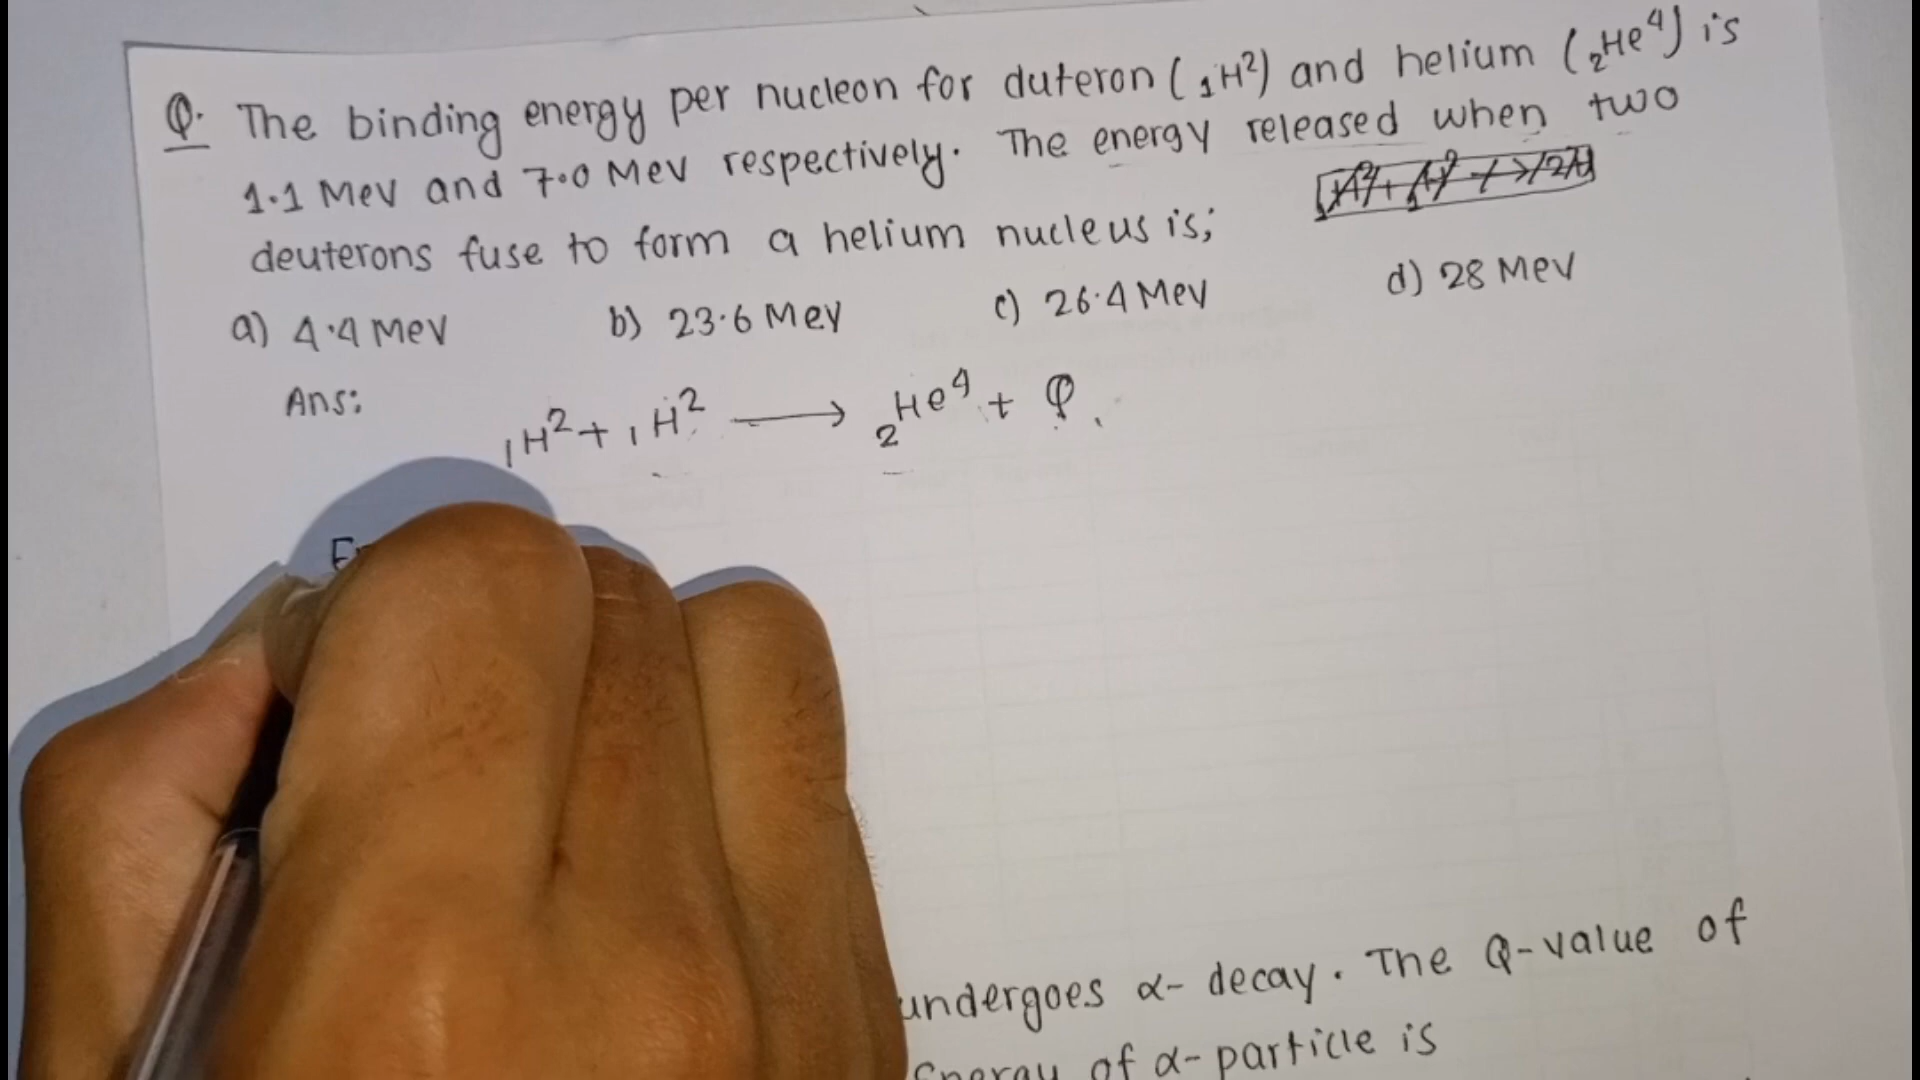 Q. The binding energy per nucleon for duteron (₁H²) and helium (₂He⁴) is
1.1 Mev and 7.0 Mev respectively. The energy released when two
deuterons fuse to form a helium nucleus is;
a) 4.4 Mev b) 23.6 Mev c) 26.4 Mev d) 28 Mev
Ans:
₁H² + ₁H² ⟶ ₂He⁴ + Q.
undergoes α- decay. The Q-value of
of α-particle is